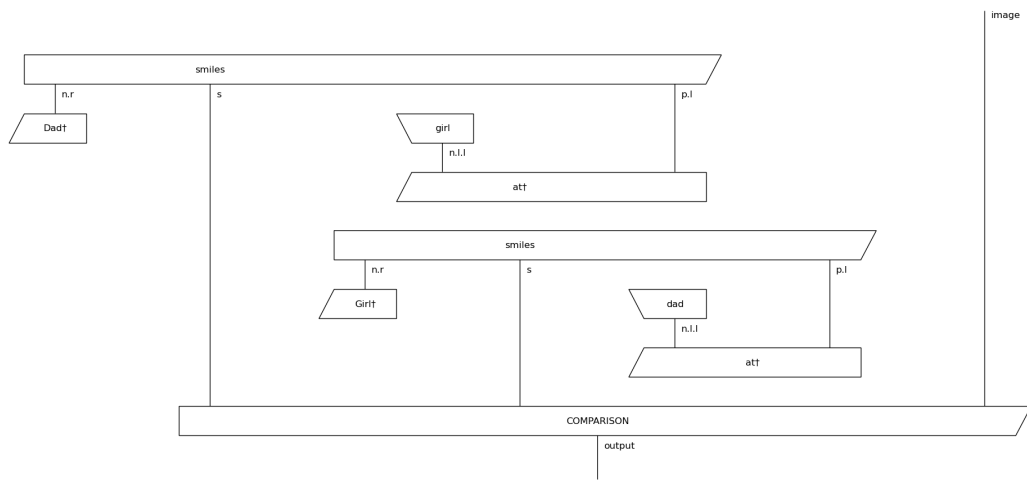 image
smiles
n.r s p.l
Dad† girl
n.l.l
at†
smiles
n.r s p.l
Girl† dad
n.l.l
at†
COMPARISON
output